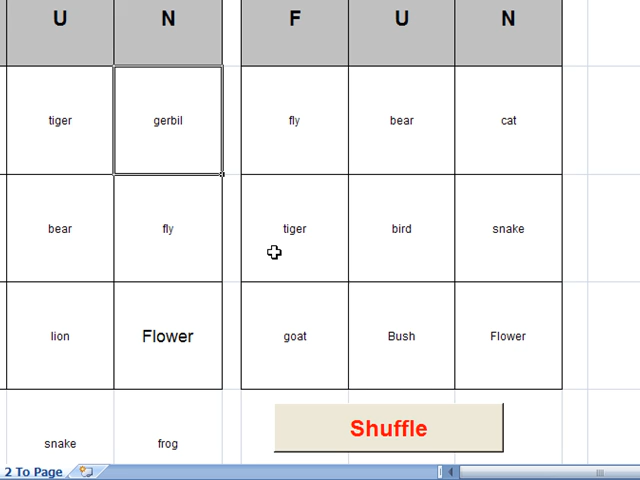 U N F U N
tiger gerbil fly bear cat
bear fly tiger bird snake
lion Flower goat Bush Flower
snake frog
Shuffle
2 To Page